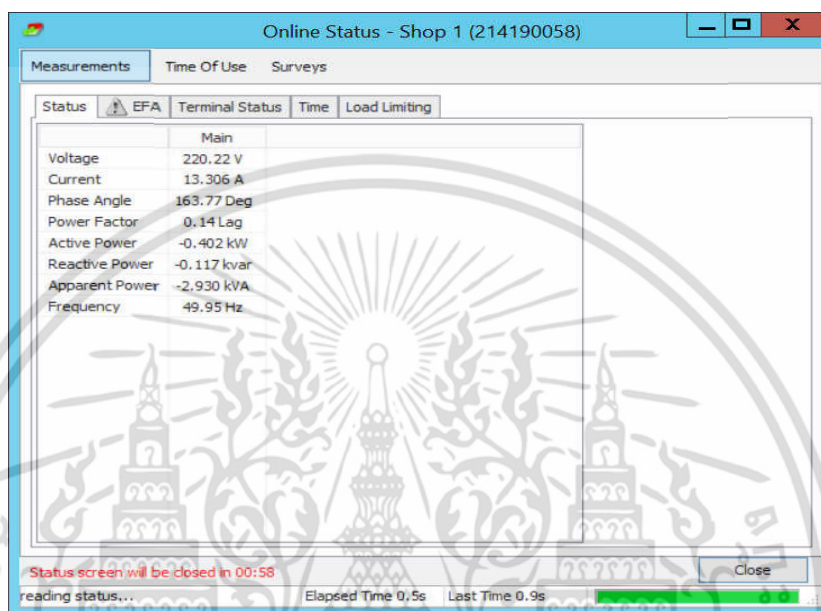 Online Status - Shop 1 (214190058)
Measurements Time Of Use Surveys
Status EFA Terminal Status Time Load Limiting
Main
Voltage 220.22 V
Current 13.306 A
Phase Angle 163.77 Deg
Power Factor 0.14 Lag
Active Power -0.402 kW
Reactive Power -0.117 kvar
Apparent Power -2.930 kVA
Frequency 49.95 Hz
Status screen will be closed in 00:58
Close
reading status... Elapsed Time 0.5s Last Time 0.9s